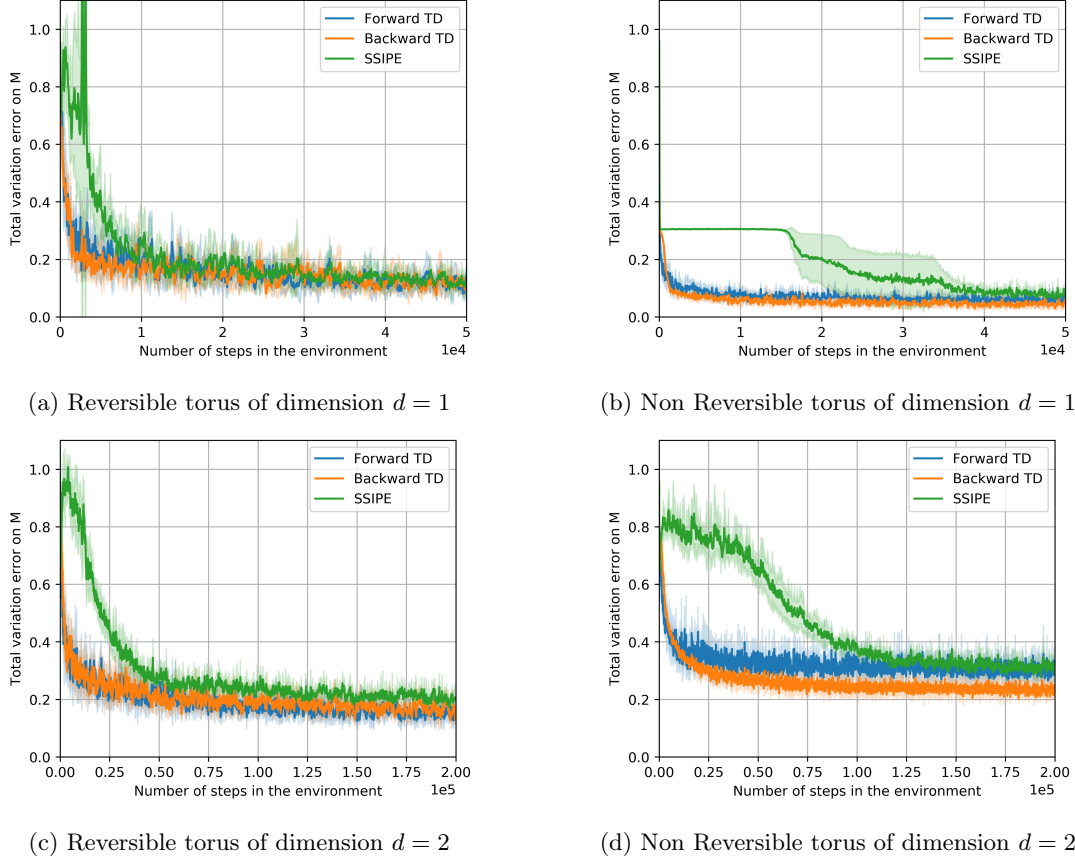 Total variation error on M
1.0
0.8
0.6
0.4
0.2
0.0
Forward TD
Backward TD
SSIPE
0 1 2 3 4 5
1e4
Number of steps in the environment
(a) Reversible torus of dimension d = 1
Total variation error on M
1.0
0.8
0.6
0.4
0.2
0.0
Forward TD
Backward TD
SSIPE
0 1 2 3 4 5
1e4
Number of steps in the environment
(b) Non Reversible torus of dimension d = 1
Total variation error on M
1.0
0.8
0.6
0.4
0.2
0.0
Forward TD
Backward TD
SSIPE
0.00 0.25 0.50 0.75 1.00 1.25 1.50 1.75 2.00
1e5
Number of steps in the environment
(c) Reversible torus of dimension d = 2
Total variation error on M
1.0
0.8
0.6
0.4
0.2
0.0
Forward TD
Backward TD
SSIPE
0.00 0.25 0.50 0.75 1.00 1.25 1.50 1.75 2.00
1e5
Number of steps in the environment
(d) Non Reversible torus of dimension d = 2